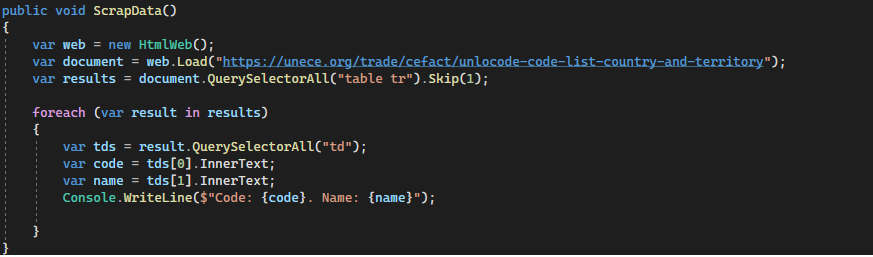 public void ScrapData()
{
    var web = new HtmlWeb();
    var document = web.Load("https://unece.org/trade/cefact/unlocode-code-list-country-and-territory");
    var results = document.QuerySelectorAll("table tr").Skip(1);

    foreach (var result in results)
    {
        var tds = result.QuerySelectorAll("td");
        var code = tds[0].InnerText;
        var name = tds[1].InnerText;
        Console.WriteLine($"Code: {code}. Name: {name}");

    }
}